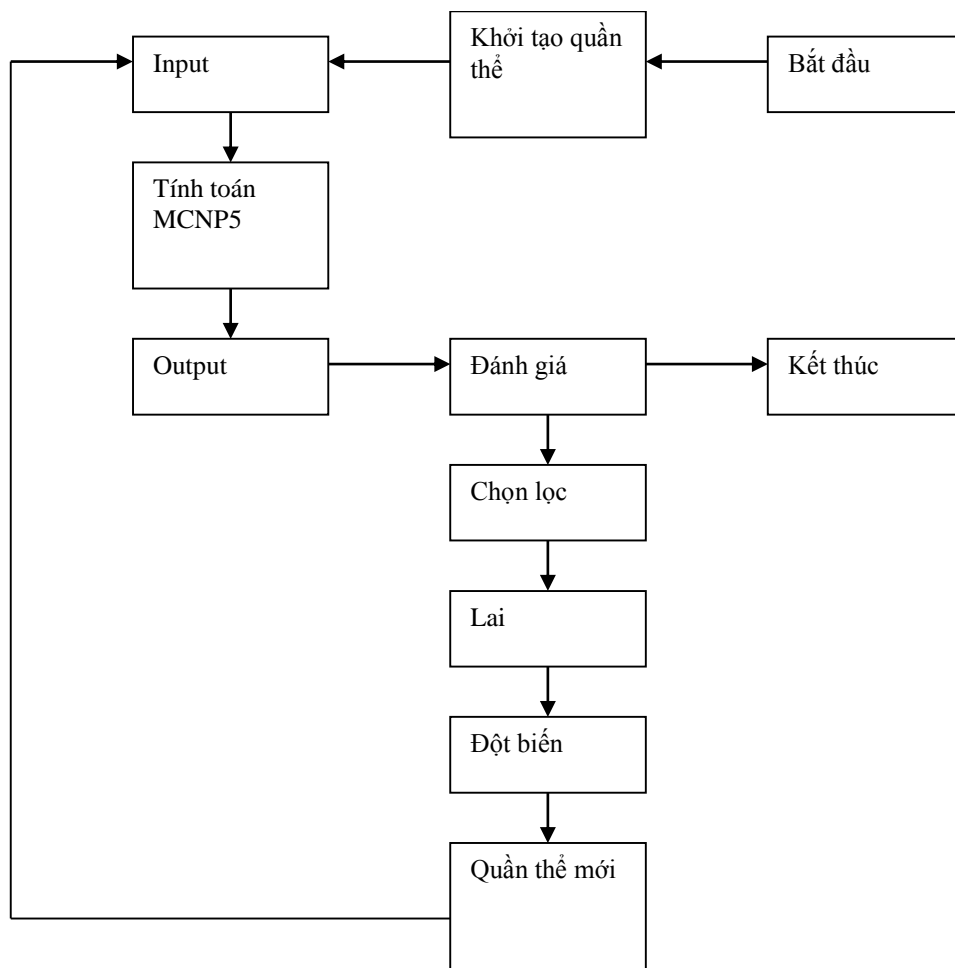 Input
Khởi tạo quần
thể
Bắt đầu
Tính toán
MCNP5
Output
Đánh giá
Kết thúc
Chọn lọc
Lai
Đột biến
Quần thể mới